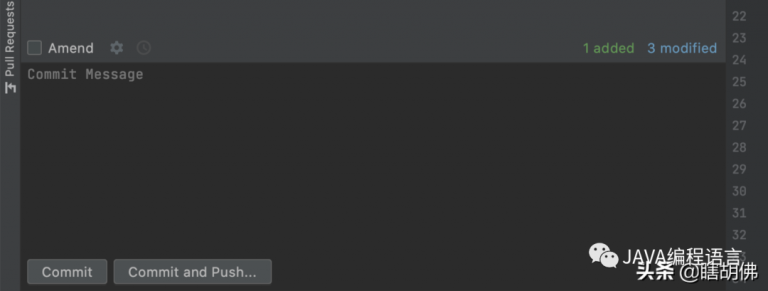 Pull Requests
Amend
1 added 3 modified
Commit Message
Commit
Commit and Push...
22
23
24
25
26
27
28
29
30
31
32
JAVA编程语言
头条 @瞎胡佛